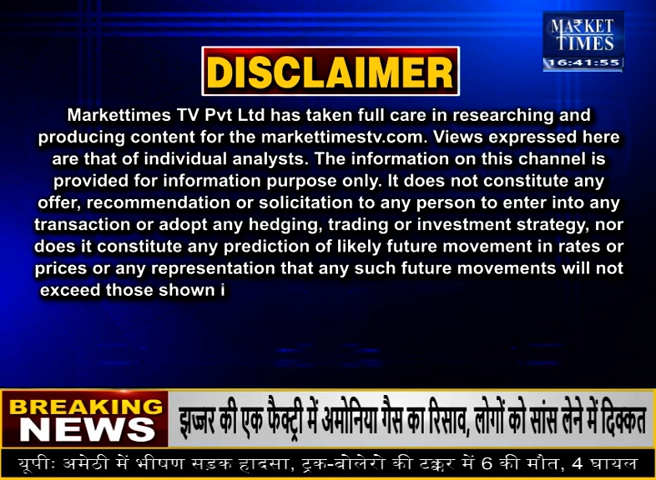 MARKET
TIMES
16:41:55
DISCLAIMER
Markettimes TV Pvt Ltd has taken full care in researching and
producing content for the markettimestv.com. Views expressed here
are that of individual analysts. The information on this channel is
provided for information purpose only. It does not constitute any
offer, recommendation or solicitation to any person to enter into any
transaction or adopt any hedging, trading or investment strategy, nor
does it constitute any prediction of likely future movement in rates or
prices or any representation that any such future movements will not
exceed those shown i
BREAKING
NEWS
झज्जर की एक फैक्ट्री में अमोनिया गैस का रिसाव, लोगों को सांस लेने में दिक्कत
यूपी: अमेठी में भीषण सड़क हादसा, ट्रक-बोलेरो की टक्कर में 6 की मौत, 4 घायल